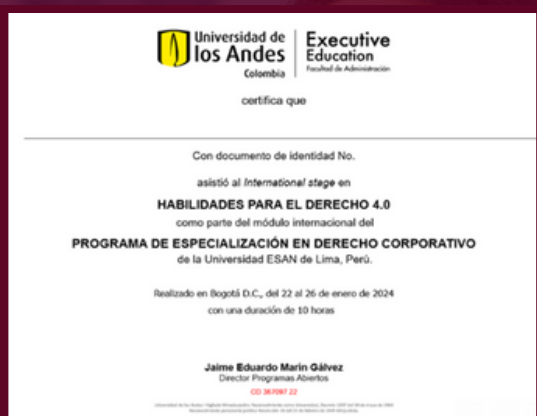 Universidad de
los Andes
Colombia
Executive
Education
Facultad de Administración
certifica que
Con documento de identidad No.
asistió al International stage en
HABILIDADES PARA EL DERECHO 4.0
como parte del módulo internacional del
PROGRAMA DE ESPECIALIZACIÓN EN DERECHO CORPORATIVO
de la Universidad ESAN de Lima, Perú.
Realizado en Bogotá D.C., del 22 al 26 de enero de 2024
con una duración de 10 horas
Jaime Eduardo Marín Gálvez
Director Programas Abiertos
CO 367097 22